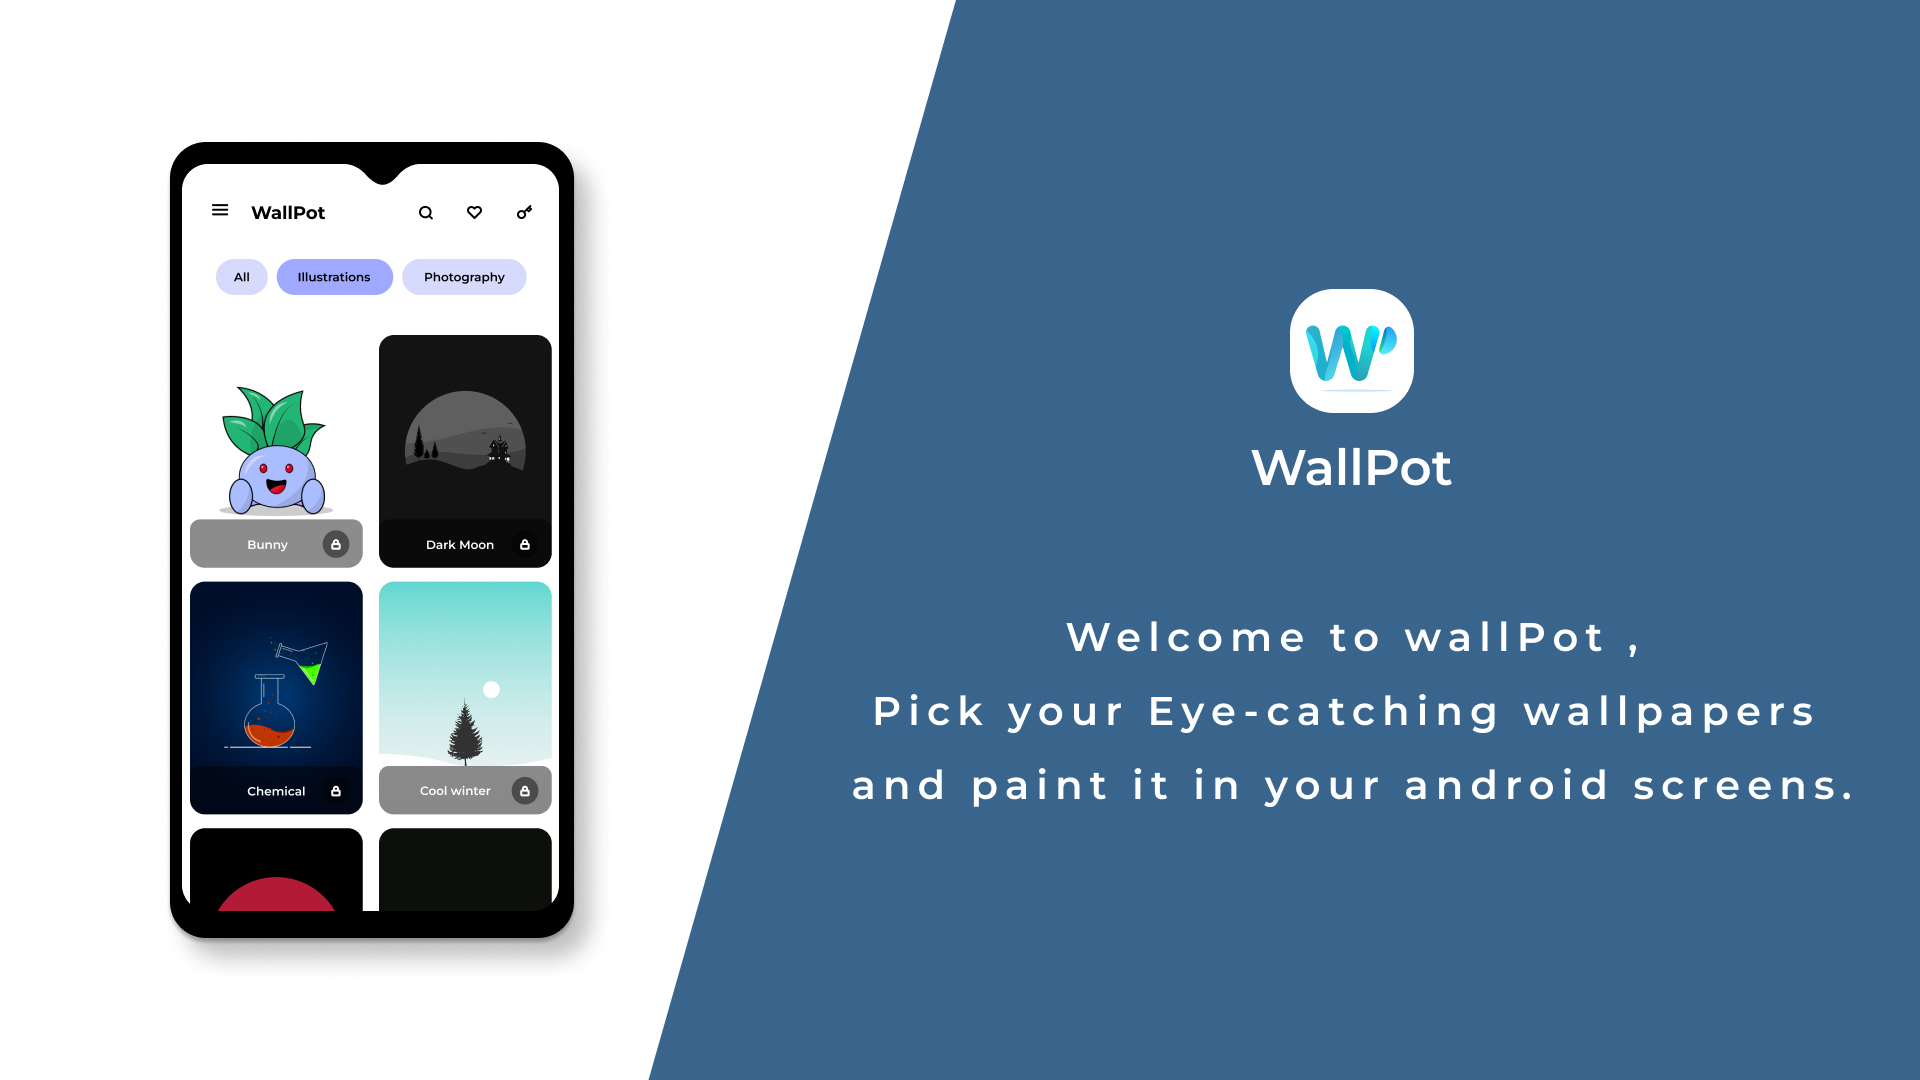 WallPot
All
Illustrations
Photography
Bunny
Dark Moon
Chemical
Cool winter
W
WallPot
Welcome to wallPot ,
Pick your Eye-catching wallpapers
and paint it in your android screens.